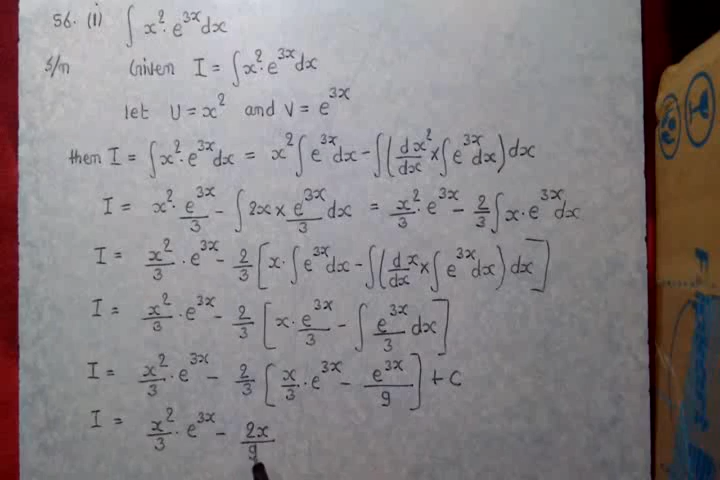 56. (i) ∫ x²· e^{3x} dx
s/n Given I = ∫ x²· e^{3x} dx
let U = x² and V = e^{3x}
then I = ∫ x²· e^{3x} dx = x² ∫ e^{3x} dx - ∫ (dx²/dx × ∫ e^{3x} dx) dx
I = x²· e^{3x}/3 - ∫ 2x × e^{3x}/3 dx = x²/3 · e^{3x} - 2/3 ∫ x· e^{3x} dx
I = x²/3 · e^{3x} - 2/3 [x· ∫ e^{3x} dx - ∫ (d/dx x × ∫ e^{3x} dx) dx]
I = x²/3 · e^{3x} - 2/3 [x· e^{3x}/3 - ∫ e^{3x}/3 dx]
I = x²/3 · e^{3x} - 2/3 [x/3 · e^{3x} - e^{3x}/9] + C
I = x²/3 · e^{3x} - 2x/9